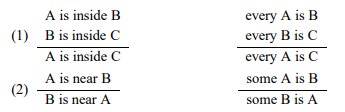 A is inside B every A is B
(1) B is inside C every B is C
A is inside C every A is C
A is near B some A is B
(2)
B is near A some B is A